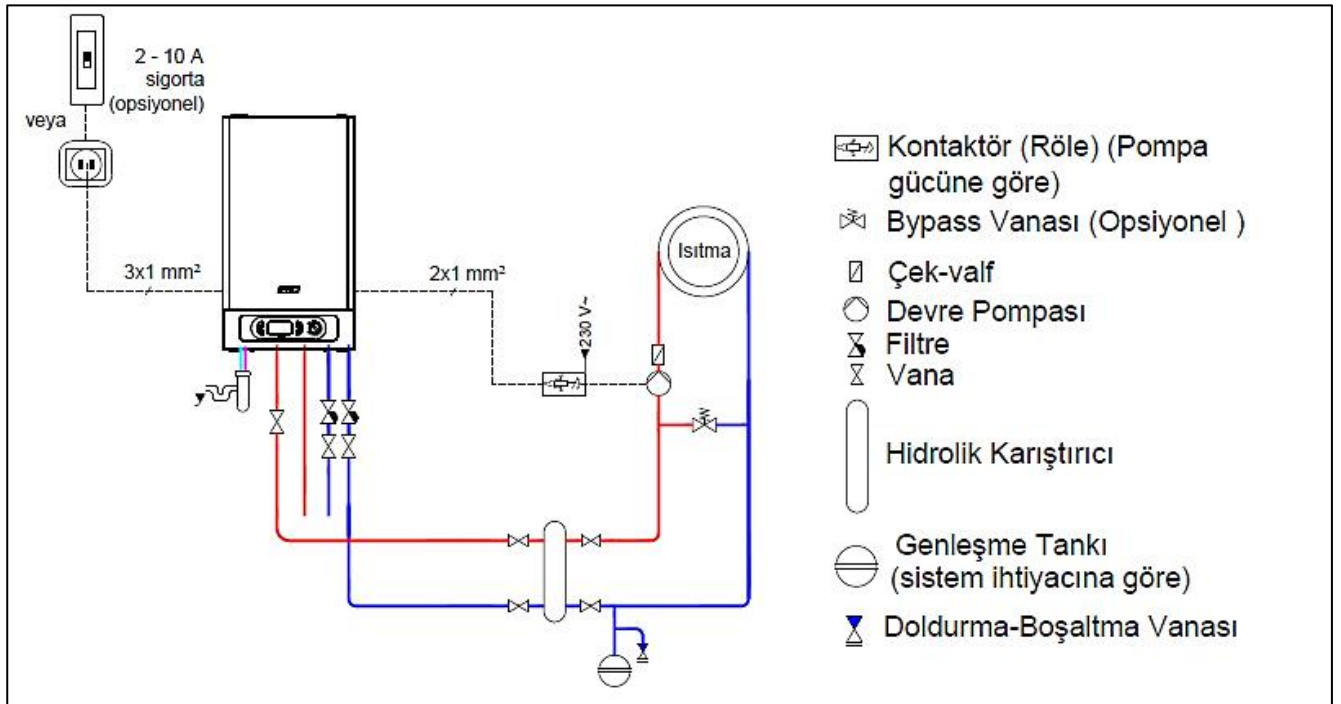 2 - 10 A
sigorta
(opsiyonel)
veya
3x1 mm²
2x1 mm²
230 V~
Isıtma
Kontaktör (Röle) (Pompa
gücüne göre)
Bypass Vanası (Opsiyonel )
Çek-valf
Devre Pompası
Filtre
Vana
Hidrolik Karıştırıcı
Genleşme Tankı
(sistem ihtiyacına göre)
Doldurma-Boşaltma Vanası